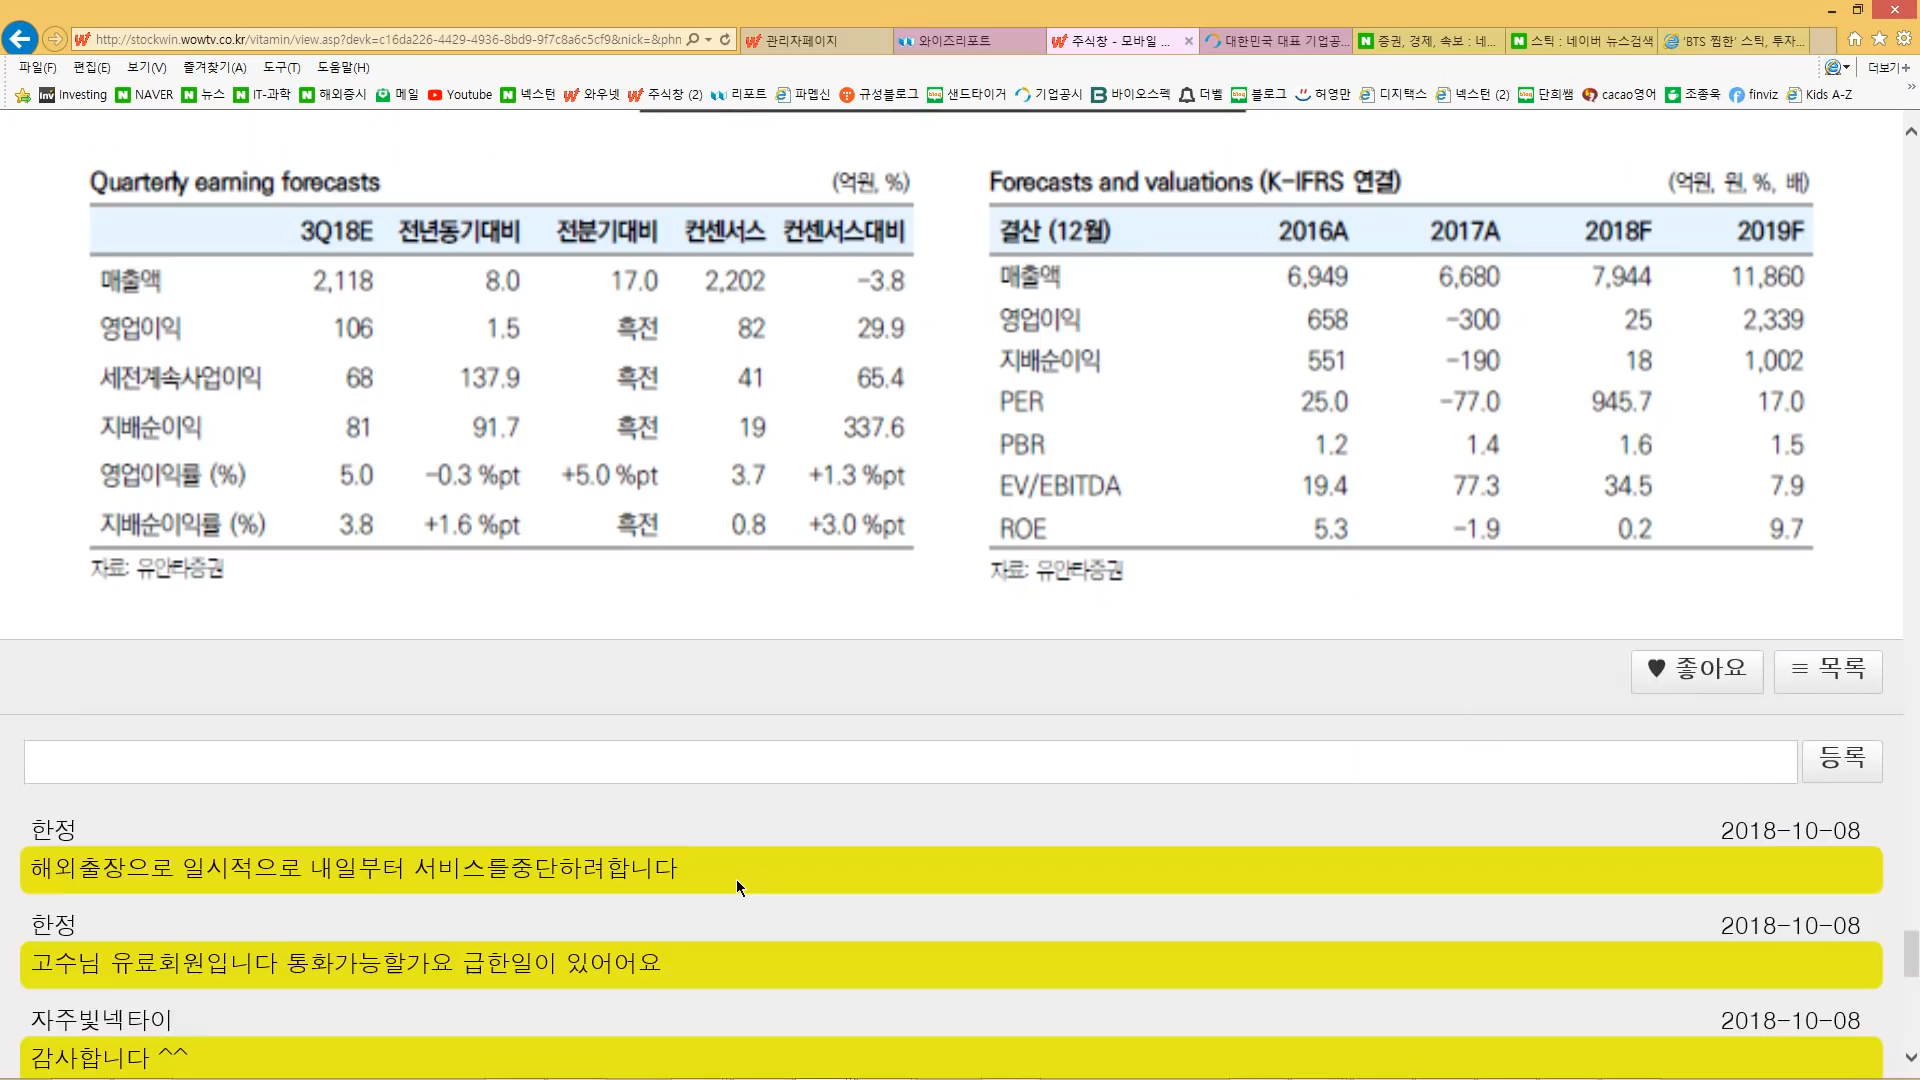 http://stockwin.wowtv.co.kr/vitamin/view.asp?devk=c16da226-4429-4936-8bd9-9f7c8a6c5cf9&nick=&phn
관리자페이지
와이즈리포트
주식창 - 모바일 ...
대한민국 대표 기업공...
증권, 경제, 속보 : 네...
스틱 : 네이버 뉴스검색
'BTS 찜한' 스틱, 투자...
파일(F) 편집(E) 보기(V) 즐겨찾기(A) 도구(T) 도움말(H)
더보기
Investing NAVER 뉴스 IT-과학 해외증시 메일 Youtube 넥스턴 와우넷 주식창 (2) 리포트 파멥신 규성블로그 샌드타이거 기업공시 바이오스펙 더벨 블로그 허영만 디지택스 넥스턴 (2) 단희쌤 cacao영어 조종욱 finviz Kids A-Z
Quarterly earning forecasts (억원, %)
3Q18E 전년동기대비 전분기대비 컨센서스 컨센서스대비
매출액 2,118 8.0 17.0 2,202 -3.8
영업이익 106 1.5 흑전 82 29.9
세전계속사업이익 68 137.9 흑전 41 65.4
지배순이익 81 91.7 흑전 19 337.6
영업이익률 (%) 5.0 -0.3 %pt +5.0 %pt 3.7 +1.3 %pt
지배순이익률 (%) 3.8 +1.6 %pt 흑전 0.8 +3.0 %pt
자료: 유안타증권
Forecasts and valuations (K-IFRS 연결) (억원, 원, %, 배)
결산 (12월) 2016A 2017A 2018F 2019F
매출액 6,949 6,680 7,944 11,860
영업이익 658 -300 25 2,339
지배순이익 551 -190 18 1,002
PER 25.0 -77.0 945.7 17.0
PBR 1.2 1.4 1.6 1.5
EV/EBITDA 19.4 77.3 34.5 7.9
ROE 5.3 -1.9 0.2 9.7
자료: 유안타증권
♥ 좋아요 ≡ 목록
등록
한정 2018-10-08
해외출장으로 일시적으로 내일부터 서비스를중단하려합니다
한정 2018-10-08
고수님 유료회원입니다 통화가능할가요 급한일이 있어어요
자주빛넥타이 2018-10-08
감사합니다 ^^